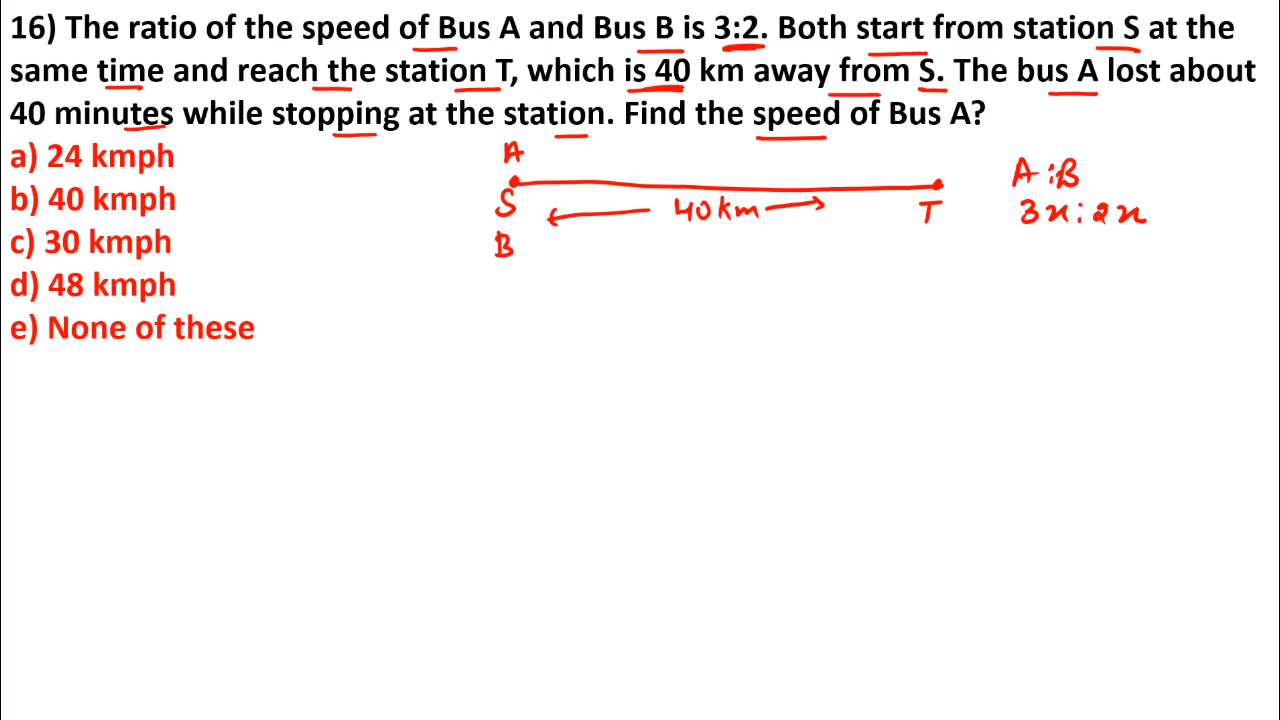 16) The ratio of the speed of Bus A and Bus B is 3:2. Both start from station S at the
same time and reach the station T, which is 40 km away from S. The bus A lost about
40 minutes while stopping at the station. Find the speed of Bus A?
a) 24 kmph
b) 40 kmph
c) 30 kmph
d) 48 kmph
e) None of these
A
S
B
40 km
T
A : B
3x : 2x